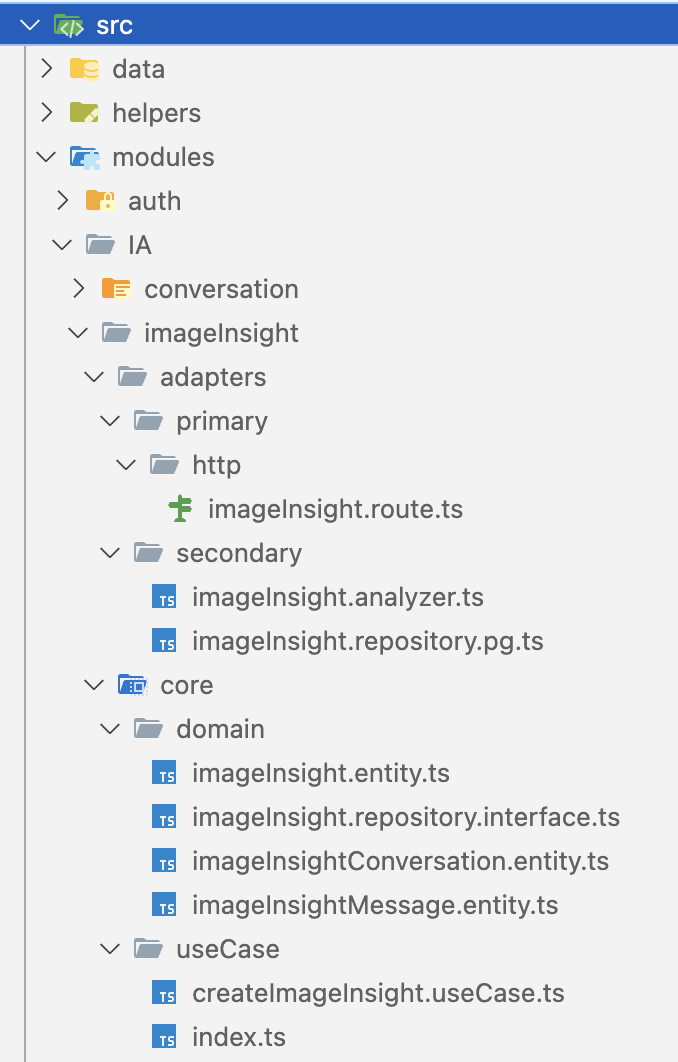 src
data
helpers
modules
auth
IA
conversation
imageInsight
adapters
primary
http
imageInsight.route.ts
secondary
TS imageInsight.analyzer.ts
TS imageInsight.repository.pg.ts
core
domain
TS imageInsight.entity.ts
TS imageInsight.repository.interface.ts
TS imageInsightConversation.entity.ts
TS imageInsightMessage.entity.ts
useCase
TS createImageInsight.useCase.ts
TS index.ts